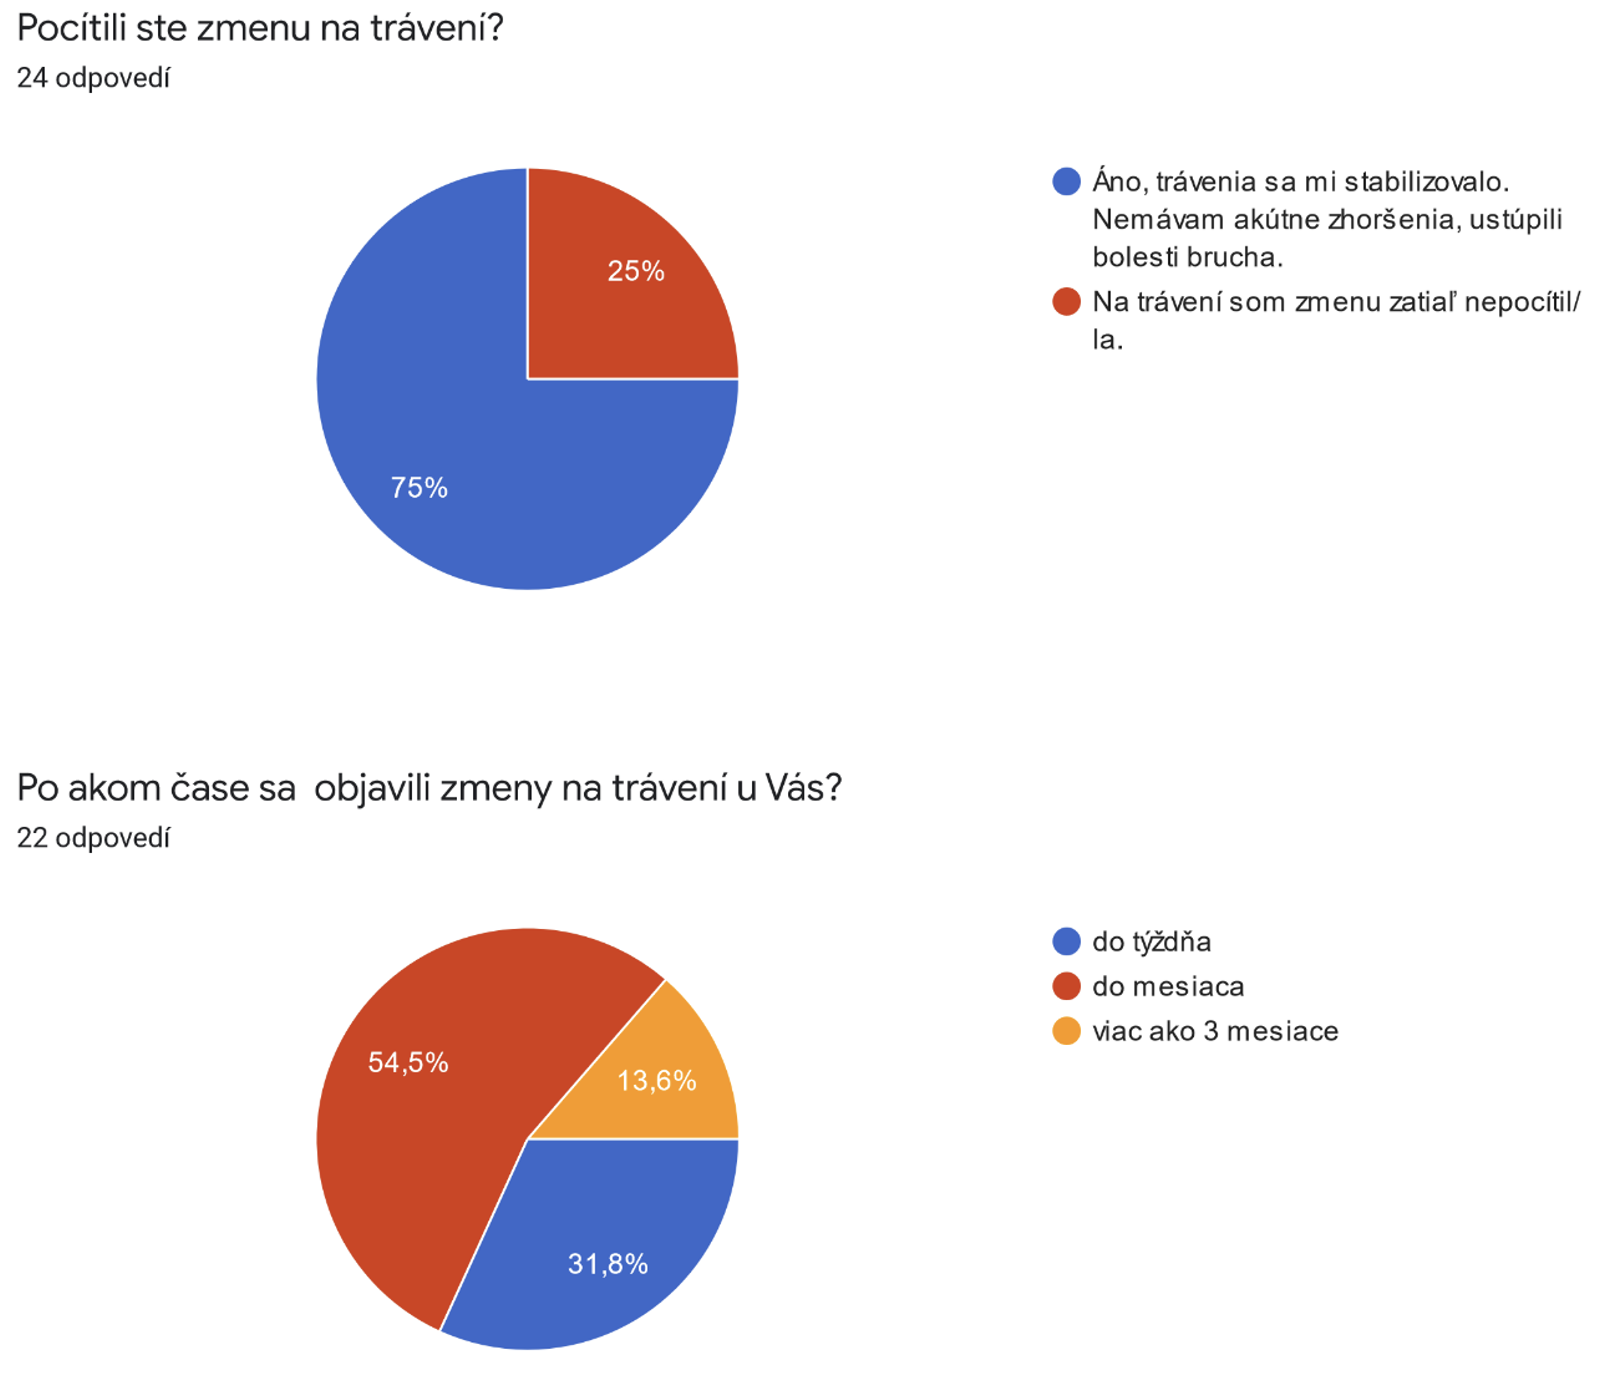 Pocítili ste zmenu na trávení?
24 odpovedí
Áno, trávenia sa mi stabilizovalo.
Nemávam akútne zhoršenia, ustúpili
bolesti brucha.
Na trávení som zmenu zatiaľ nepocítil/
la.
25%
75%
Po akom čase sa  objavili zmeny na trávení u Vás?
22 odpovedí
do týždňa
do mesiaca
viac ako 3 mesiace
54,5%
13,6%
31,8%